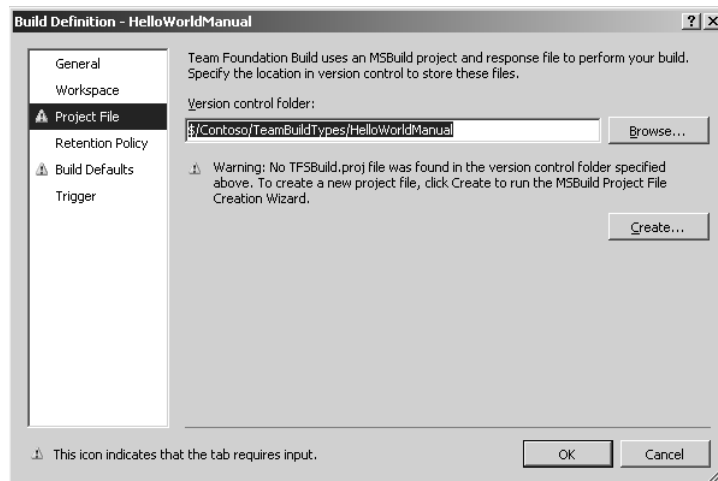 Build Definition - HelloWorldManual
General
Workspace
Project File
Retention Policy
Build Defaults
Trigger
Team Foundation Build uses an MSBuild project and response file to perform your build.
Specify the location in version control to store these files.
Version control folder:
$/Contoso/TeamBuildTypes/HelloWorldManual
Browse...
Warning: No TFSBuild.proj file was found in the version control folder specified
above. To create a new project file, click Create to run the MSBuild Project File
Creation Wizard.
Create...
This icon indicates that the tab requires input.
OK
Cancel